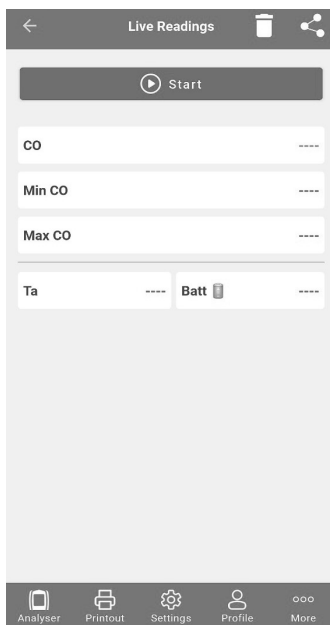 Live Readings
Start
CO ----
Min CO ----
Max CO ----
Ta ---- Batt ----
Analyser Printout Settings Profile More